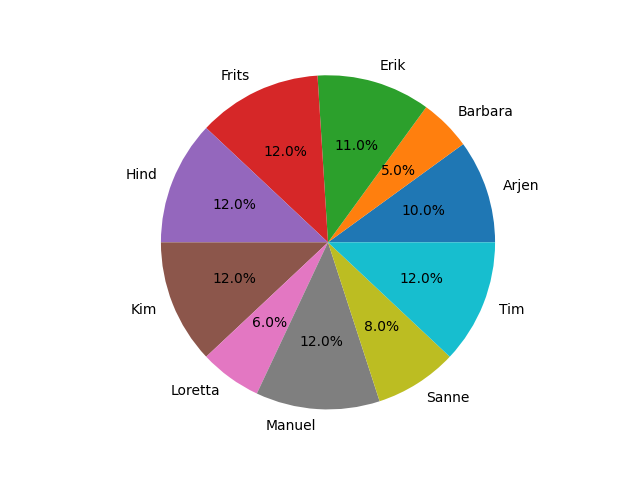 Erik
Frits
Barbara
11.0%
12.0%
5.0%
Hind
Arjen
12.0%
10.0%
12.0%
12.0%
Kim
6.0%
8.0%
Tim
12.0%
Loretta
Sanne
Manuel